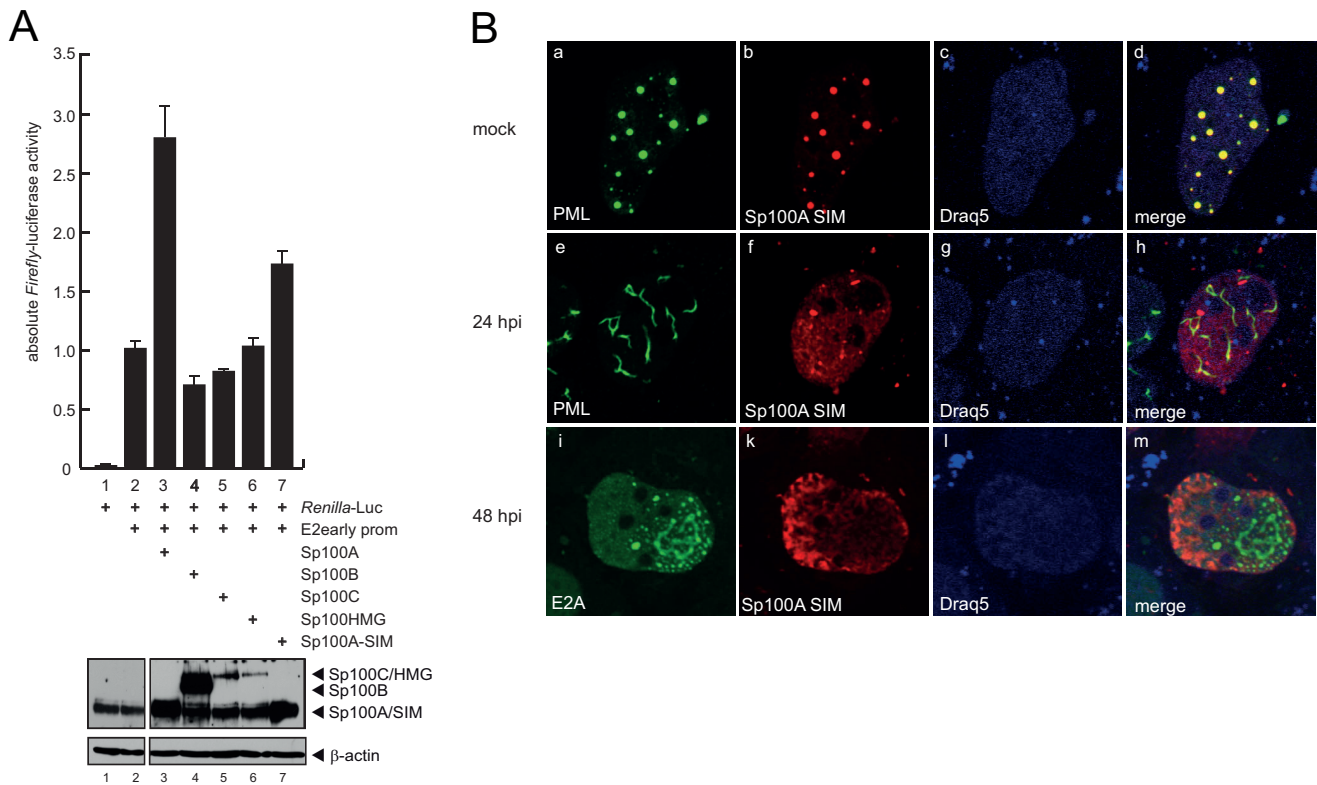 A
absolute Firefly-luciferase activity
3.5
3.0
2.5
2.0
1.5
1.0
0.5
0
1 2 3 4 5 6 7
+ + + + + + + Renilla-Luc
+ + + + + + E2early prom
+ Sp100A
+ Sp100B
+ Sp100C
+ Sp100HMG
+ Sp100A-SIM
◄ Sp100C/HMG
◄ Sp100B
◄ Sp100A/SIM
◄ β-actin
1 2 3 4 5 6 7
B
mock
a
PML
b
Sp100A SIM
c
Draq5
d
merge
24 hpi
e
PML
f
Sp100A SIM
g
Draq5
h
merge
48 hpi
i
E2A
k
Sp100A SIM
l
Draq5
m
merge